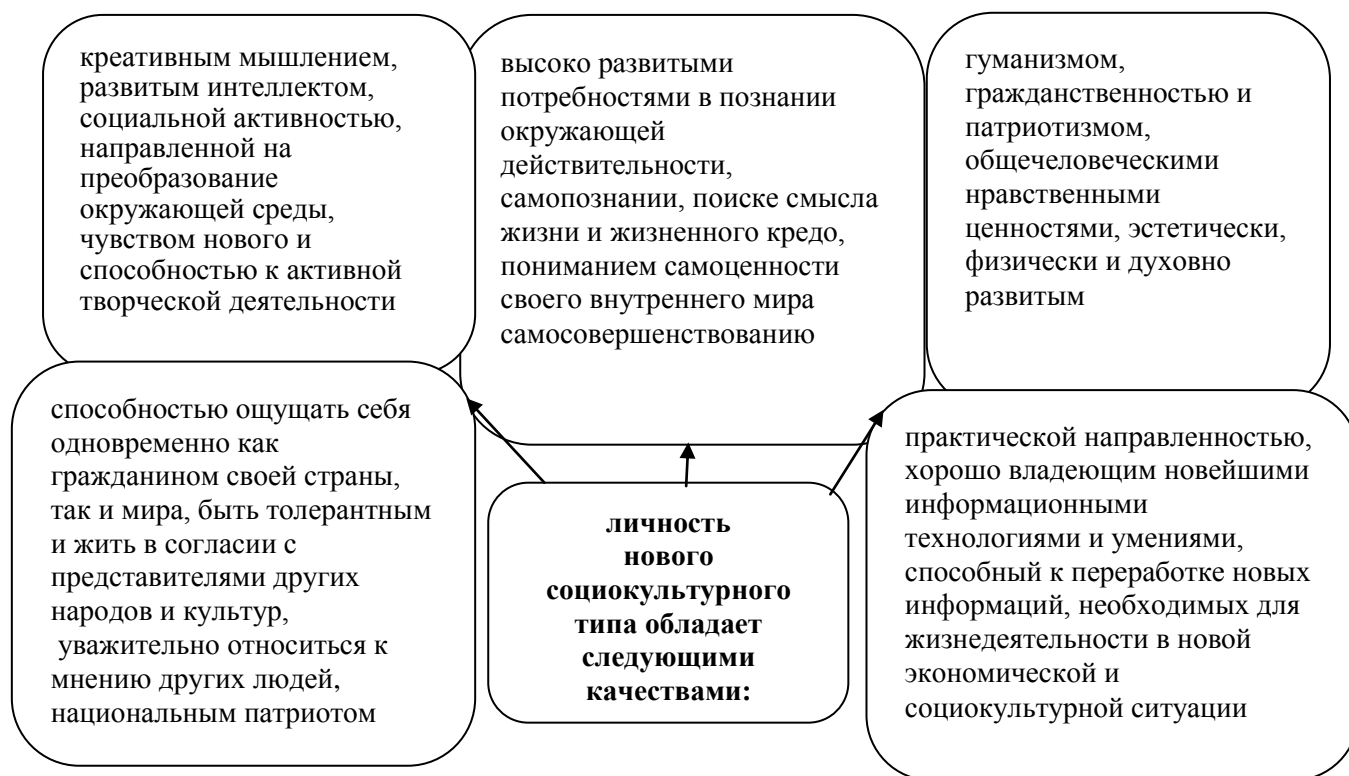 креативным мышлением,
развитым интеллектом,
социальной активностью,
направленной на
преобразование
окружающей среды,
чувством нового и
способностью к активной
творческой деятельности
высоко развитыми
потребностями в познании
окружающей
действительности,
самопознании, поиске смысла
жизни и жизненного кредо,
пониманием самоценности
своего внутреннего мира
самосовершенствованию
гуманизмом,
гражданственностью и
патриотизмом,
общечеловеческими
нравственными
ценностями, эстетически,
физически и духовно
развитым
способностью ощущать себя
одновременно как
гражданином своей страны,
так и мира, быть толерантным
и жить в согласии с
представителями других
народов и культур,
уважительно относиться к
мнению других людей,
национальным патриотом
личность
нового
социокультурного
типа обладает
следующими
качествами:
практической направленностью,
хорошо владеющим новейшими
информационными
технологиями и умениями,
способный к переработке новых
информаций, необходимых для
жизнедеятельности в новой
экономической и
социокультурной ситуации